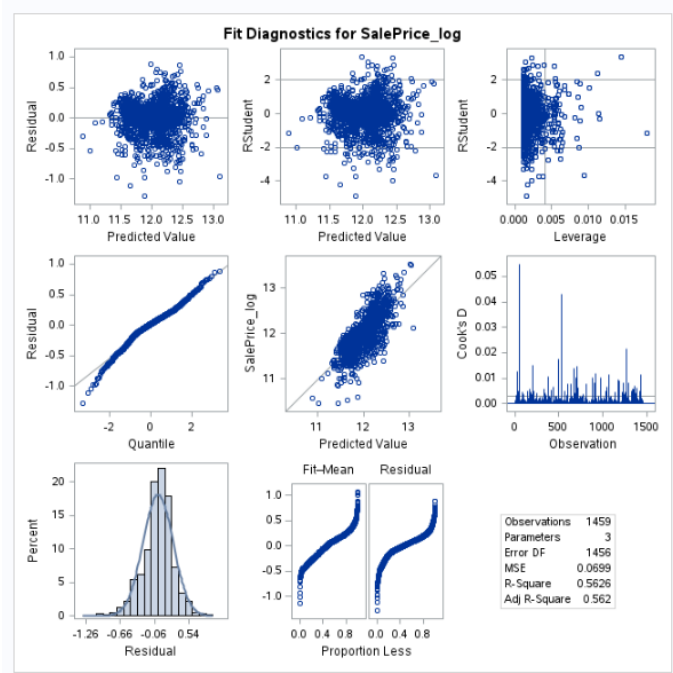 Fit Diagnostics for SalePrice_log
1.0
0.5
0.0
-0.5
-1.0
Residual
11.0 11.5 12.0 12.5 13.0
Predicted Value
2
0
-2
-4
RStudent
11.0 11.5 12.0 12.5 13.0
Predicted Value
2
0
-2
-4
RStudent
0.000 0.005 0.010 0.015
Leverage
1.0
0.5
0.0
-0.5
-1.0
Residual
-2 0 2
Quantile
13
12
11
SalePrice_log
11 12 13
Predicted Value
0.05
0.04
0.03
0.02
0.01
0.00
Cook's D
0 500 1000 1500
Observation
20
15
10
5
0
Percent
-1.26 -0.66 -0.06 0.54
Residual
Fit–Mean Residual
1.0
0.5
0.0
-0.5
-1.0
0.0 0.4 0.8 0.0 0.4 0.8
Proportion Less
Observations 1459
Parameters 3
Error DF 1456
MSE 0.0699
R-Square 0.5626
Adj R-Square 0.562